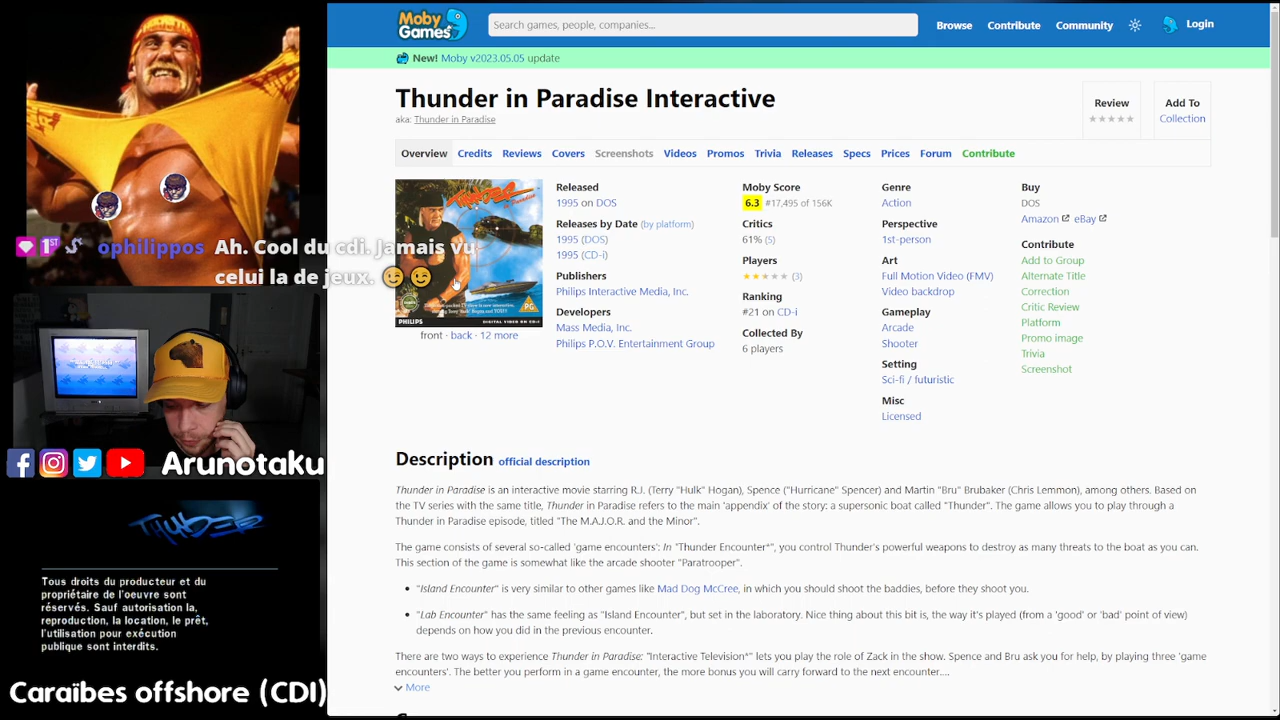 Moby
Games
Search games, people, companies...
Browse
Contribute
Community
Login
New! Moby v2023.05.05 update
Thunder in Paradise Interactive
aka: Thunder in Paradise
Review
★★★★★
Add To
Collection
Overview
Credits
Reviews
Covers
Screenshots
Videos
Promos
Trivia
Releases
Specs
Prices
Forum
Contribute
PHILIPS
DIGITAL VIDEO ON CD-i
PG
front · back · 12 more
Released
1995 on DOS
Releases by Date (by platform)
1995 (DOS)
1995 (CD-i)
Publishers
Philips Interactive Media, Inc.
Developers
Mass Media, Inc.
Philips P.O.V. Entertainment Group
Moby Score
6.3 #17,495 of 156K
Critics
61% (5)
Players
★★★★★ (3)
Ranking
#21 on CD-i
Collected By
6 players
Genre
Action
Perspective
1st-person
Art
Full Motion Video (FMV)
Video backdrop
Gameplay
Arcade
Shooter
Setting
Sci-fi / futuristic
Misc
Licensed
Buy
DOS
Amazon eBay
Contribute
Add to Group
Alternate Title
Correction
Critic Review
Platform
Promo image
Trivia
Screenshot
Description official description
Thunder in Paradise is an interactive movie starring R.J. (Terry "Hulk" Hogan), Spence ("Hurricane" Spencer) and Martin "Bru" Brubaker (Chris Lemmon), among others. Based on
the TV series with the same title, Thunder in Paradise refers to the main 'appendix' of the story: a supersonic boat called "Thunder". The game allows you to play through a
Thunder in Paradise episode, titled "The M.A.J.O.R. and the Minor".
The game consists of several so-called 'game encounters': In "Thunder Encounter*", you control Thunder's powerful weapons to destroy as many threats to the boat as you can.
This section of the game is somewhat like the arcade shooter "Paratrooper".
• "Island Encounter" is very similar to other games like Mad Dog McCree, in which you should shoot the baddies, before they shoot you.
• "Lab Encounter" has the same feeling as "Island Encounter", but set in the laboratory. Nice thing about this bit is, the way it's played (from a 'good' or 'bad' point of view)
depends on how you did in the previous encounter.
There are two ways to experience Thunder in Paradise: "Interactive Television*" lets you play the role of Zack in the show. Spence and Bru ask you for help, by playing three 'game
encounters'. The better you perform in a game encounter, the more bonus you will carry forward to the next encounter....
More
1ST ophilippos Ah. Cool du cdi. Jamais vu
celui la de jeux. 😉 😉
Arunotaku
THUNDER
Tous droits du producteur et du
propriétaire de l'oeuvre sont
réservés. Sauf autorisation la,
reproduction, la location, le prêt,
l'utilisation pour exécution
publique sont interdits.
Caraïbes offshore (CDI)